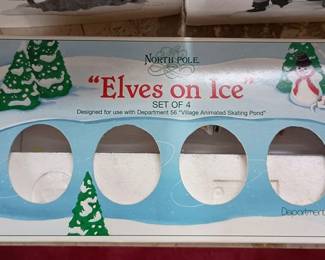 NORTH POLE
"Elves on Ice"
SET OF 4
Designed for use with Department 56 "Village Animated Skating Pond"
Department